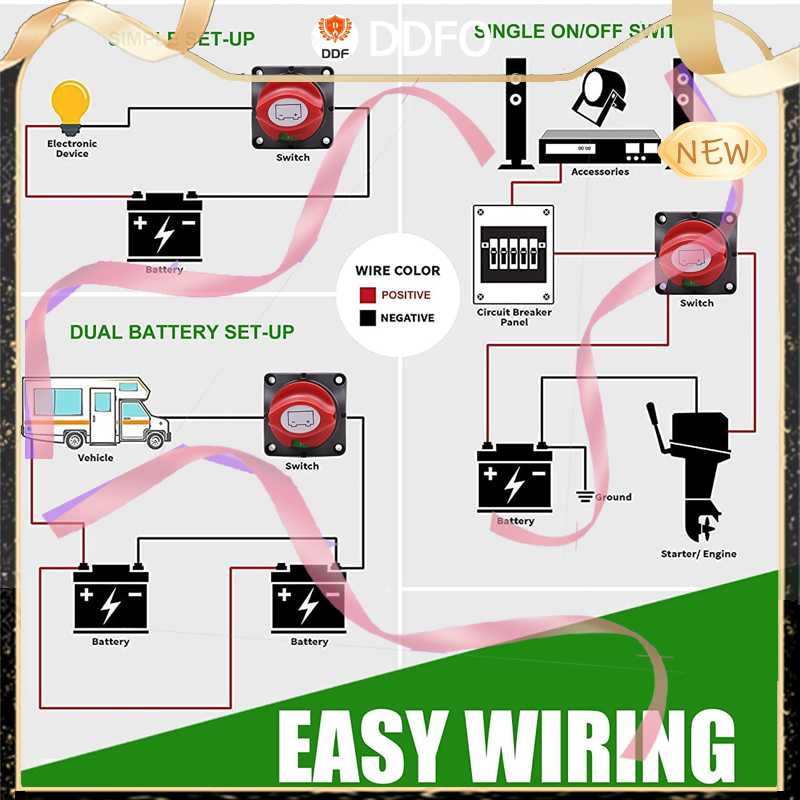 SIMPLE SET-UP
DDF
DDFO
SINGLE ON/OFF SWIT
NEW
Electronic
Device
Switch
+ -
Battery
Accessories
Circuit Breaker
Panel
Switch
WIRE COLOR
POSITIVE
NEGATIVE
DUAL BATTERY SET-UP
Vehicle
Switch
+ -
Battery
Ground
Starter/ Engine
+ -
Battery
+ -
Battery
EASY WIRING